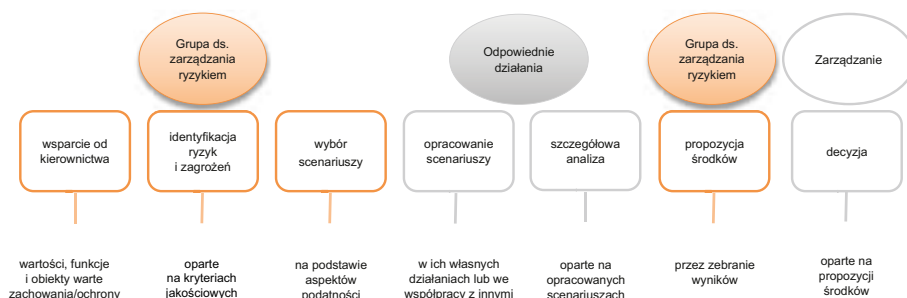 Grupa ds.
zarządzania
ryzykiem
Odpowiednie
działania
Grupa ds.
zarządzania
ryzykiem
Zarządzanie
wsparcie od
kierownictwa
identyfikacja
ryzyk
i zagrożeń
wybór
scenariuszy
opracowanie
scenariuszy
szczegółowa
analiza
propozycja
środków
decyzja
wartości, funkcje
i obiekty warte
zachowania/ochrony
oparte
na kryteriach
jakościowych
na podstawie
aspektów
podatności
w ich własnych
działaniach lub we
współpracy z innymi
oparte na
opracowanych
scenariuszach
przez zebranie
wyników
oparte na
propozycji
środków